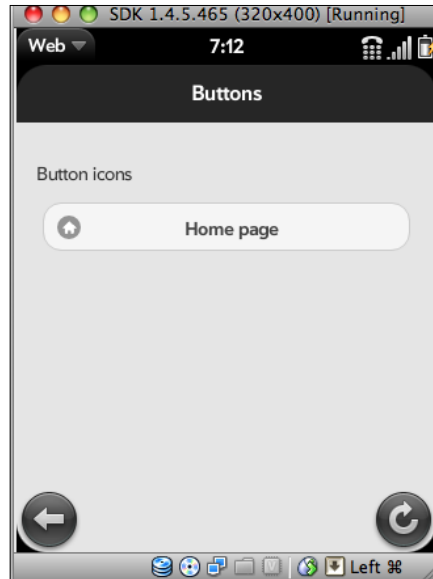 SDK 1.4.5.465 (320x400) [Running]
Web 7:12
Buttons
Button icons
Home page
Left ⌘